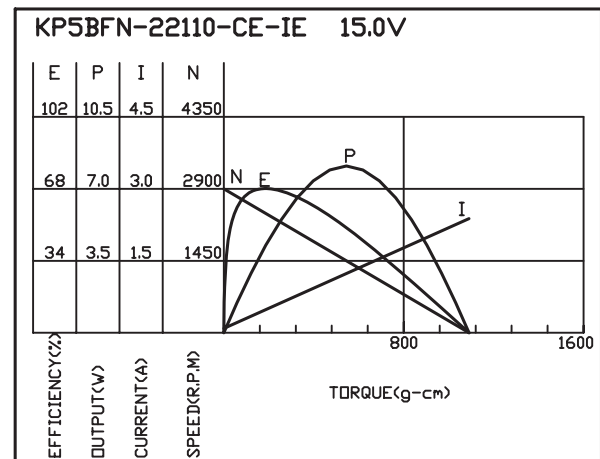 KP5BFN-22110-CE-IE 15.0V
E P I N
102 10.5 4.5 4350
P
N E
68 7.0 3.0 2900
I
34 3.5 1.5 1450
800 1600
EFFICIENCY(%)
OUTPUT(W)
CURRENT(A)
SPEED(R.P.M)
TORQUE(g-cm)